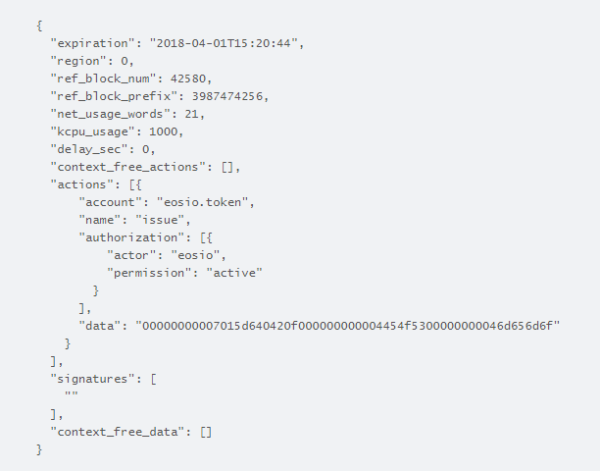 {
"expiration": "2018-04-01T15:20:44",
"region": 0,
"ref_block_num": 42580,
"ref_block_prefix": 3987474256,
"net_usage_words": 21,
"kcpu_usage": 1000,
"delay_sec": 0,
"context_free_actions": [],
"actions": [{
"account": "eosio.token",
"name": "issue",
"authorization": [{
"actor": "eosio",
"permission": "active"
}
],
"data": "00000000007015d640420f000000000004454f5300000000046d656d6f"
}
],
"signatures": [
""
],
"context_free_data": []
}